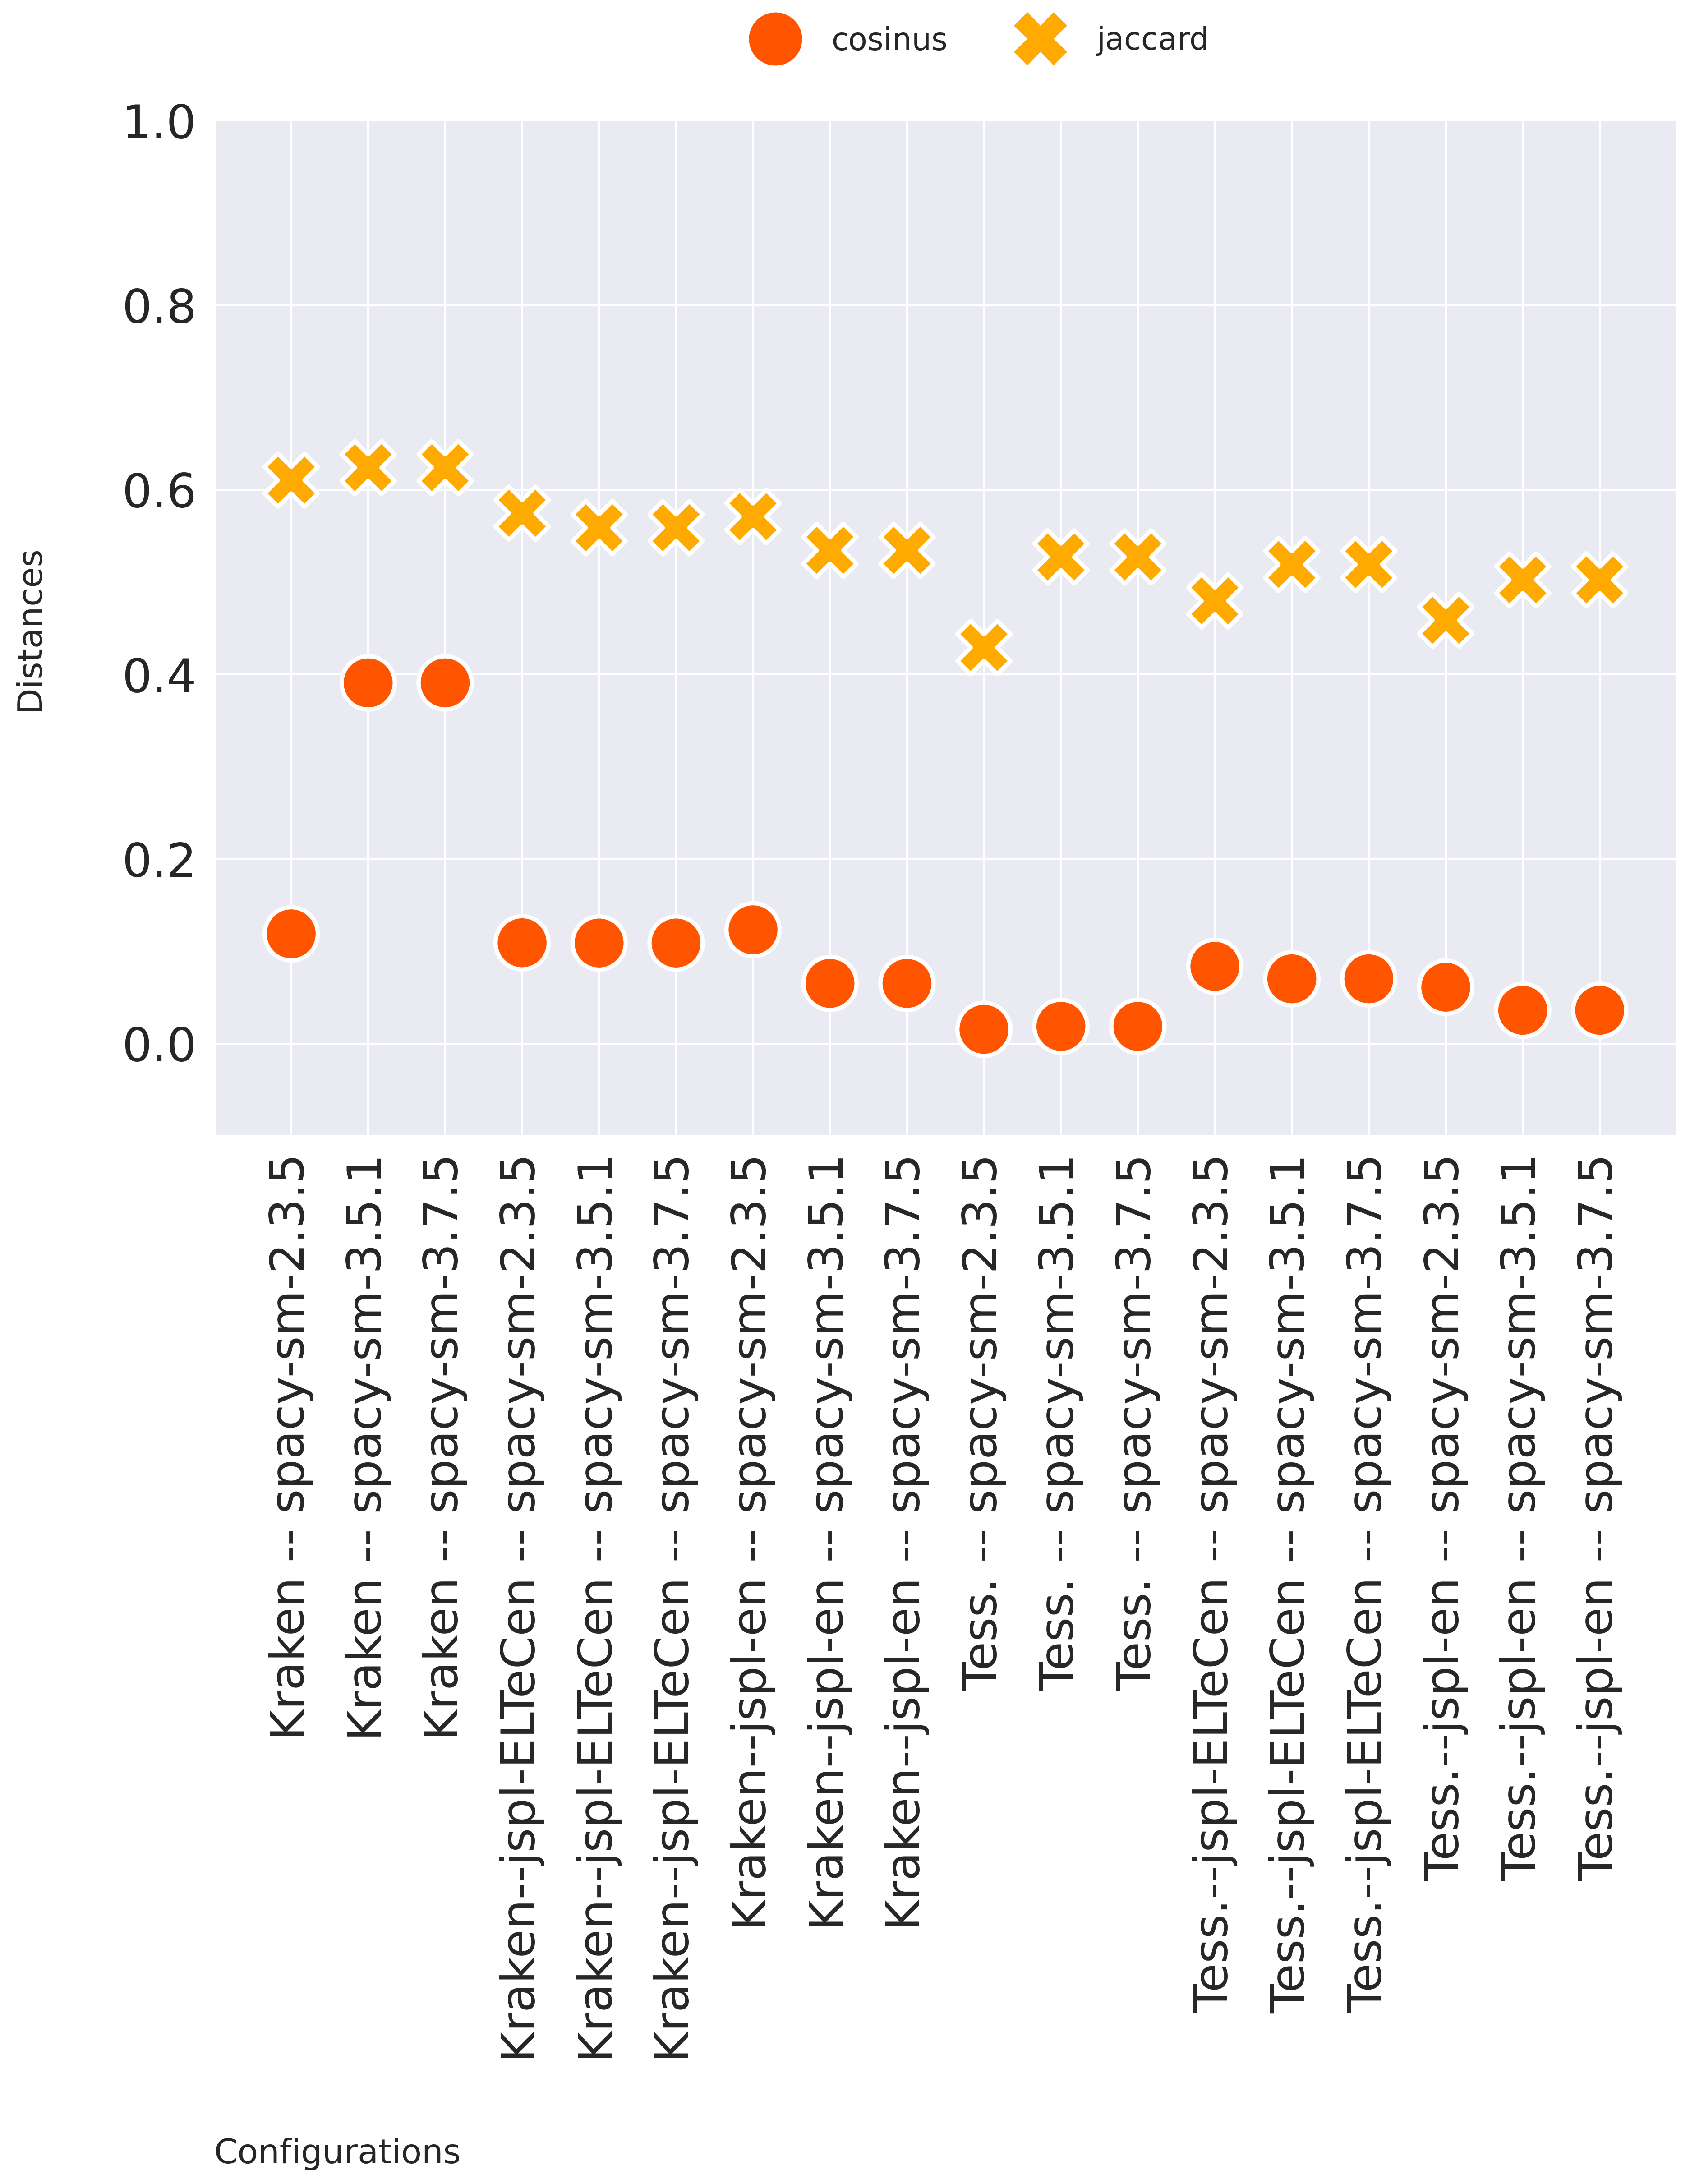 cosinus
jaccard
1.0
0.8
0.6
0.4
0.2
0.0
Distances
Kraken -- spacy-sm-2.3.5
Kraken -- spacy-sm-3.5.1
Kraken -- spacy-sm-3.7.5
Kraken--jspl-ELTeCen -- spacy-sm-2.3.5
Kraken--jspl-ELTeCen -- spacy-sm-3.5.1
Kraken--jspl-ELTeCen -- spacy-sm-3.7.5
Kraken--jspl-en -- spacy-sm-2.3.5
Kraken--jspl-en -- spacy-sm-3.5.1
Kraken--jspl-en -- spacy-sm-3.7.5
Tess. -- spacy-sm-2.3.5
Tess. -- spacy-sm-3.5.1
Tess. -- spacy-sm-3.7.5
Tess.--jspl-ELTeCen -- spacy-sm-2.3.5
Tess.--jspl-ELTeCen -- spacy-sm-3.5.1
Tess.--jspl-ELTeCen -- spacy-sm-3.7.5
Tess.--jspl-en -- spacy-sm-2.3.5
Tess.--jspl-en -- spacy-sm-3.5.1
Tess.--jspl-en -- spacy-sm-3.7.5
Configurations